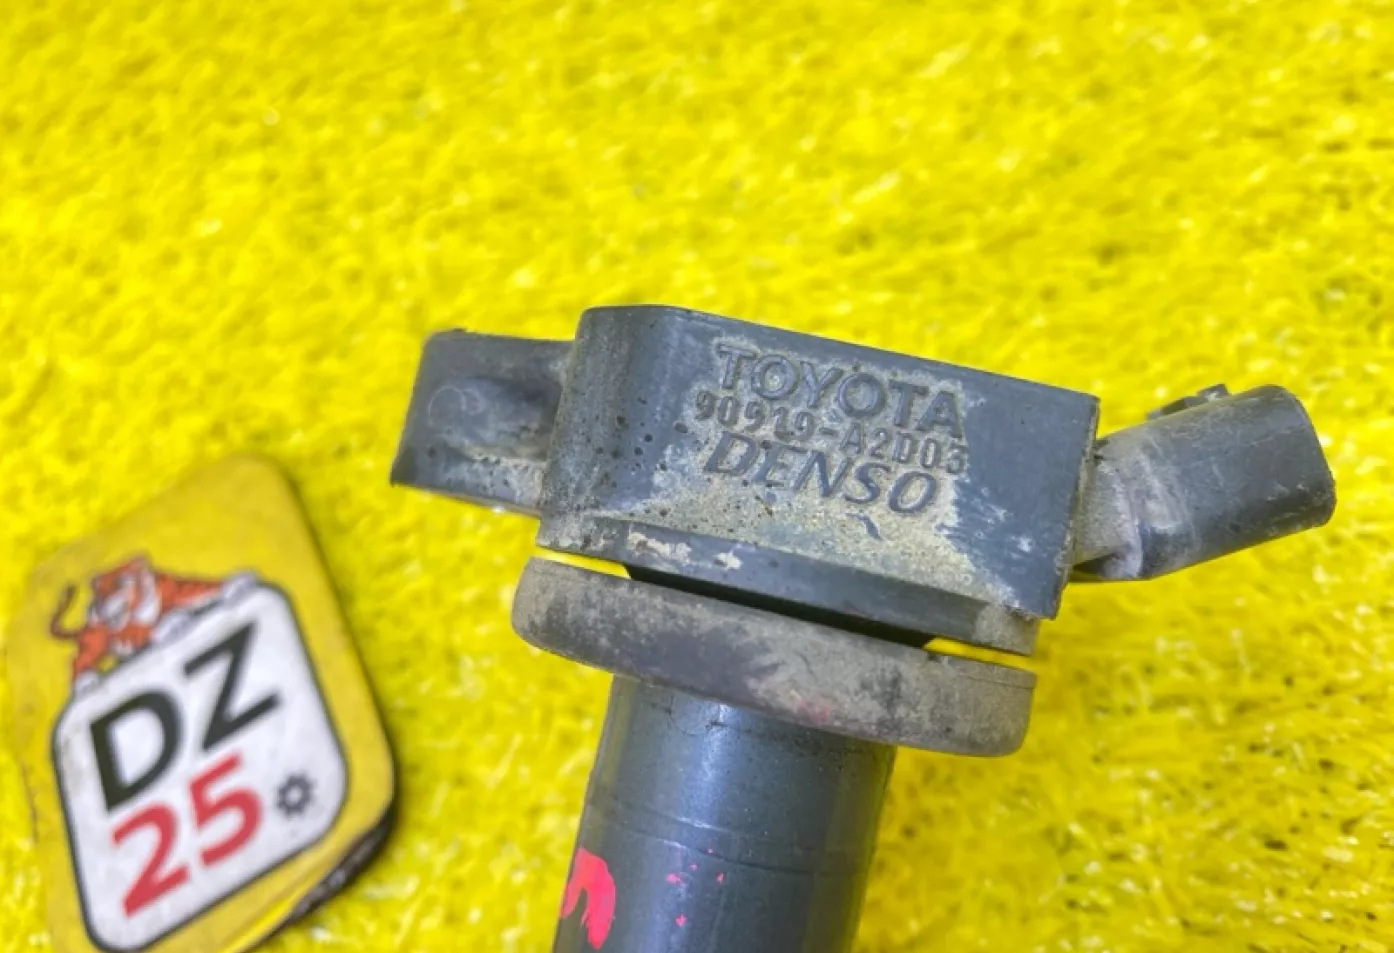 TOYOTA
90919-A2D03
DENSO
DZ
25